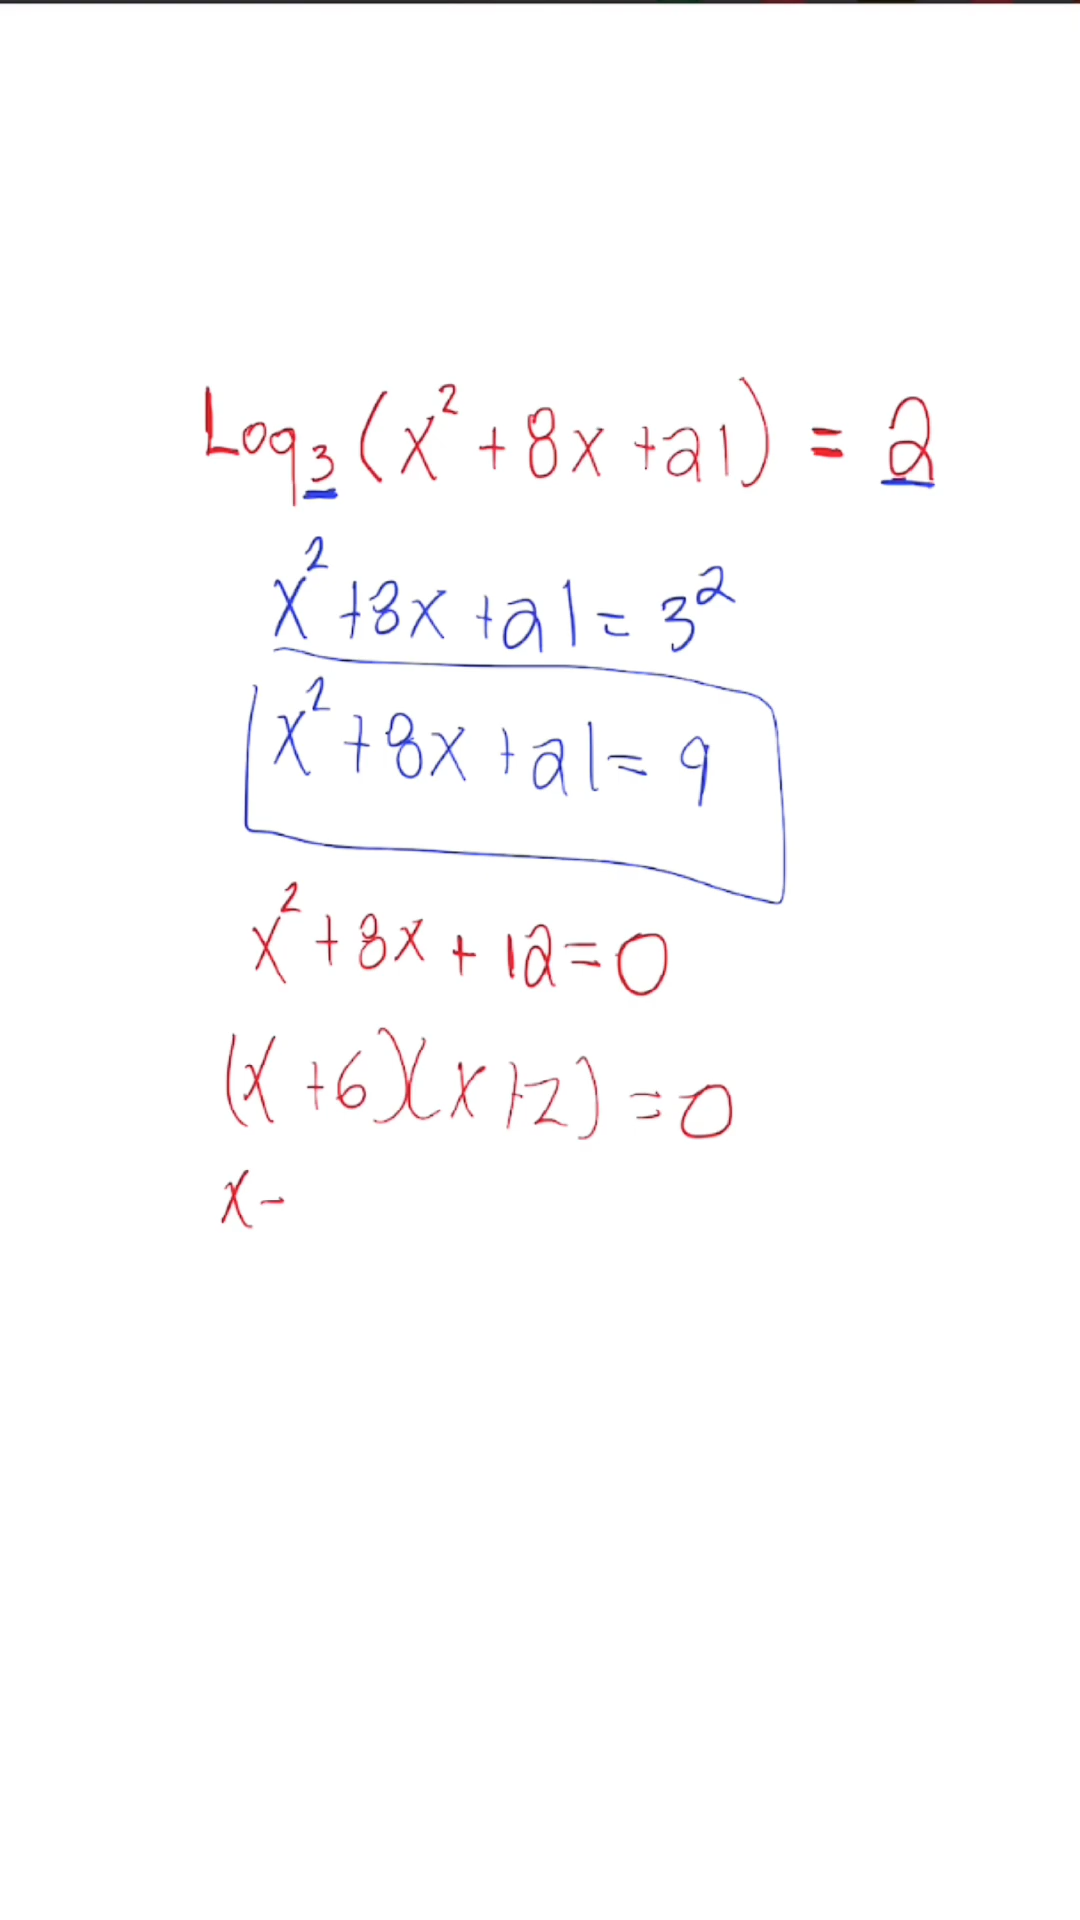 Log₃(x²+8x+21) = 2
x²+8x+21=3²
x²+8x+21=9
x²+8x+12=0
(x+6)(x+2)=0
x-